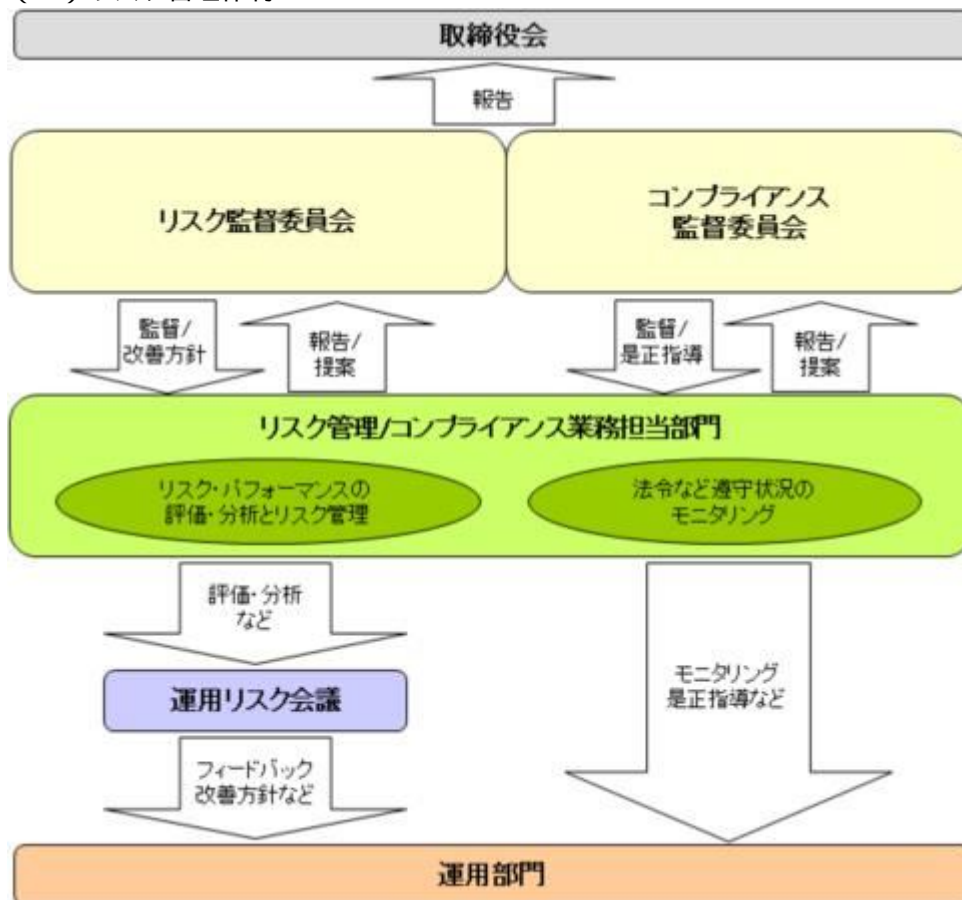 取締役会
報告
リスク監督委員会
コンプライアンス
監督委員会
監督/
改善方針
報告/
提案
監督/
是正指導
報告/
提案
リスク管理/コンプライアンス業務担当部門
リスク・パフォーマンスの
評価・分析とリスク管理
法令など遵守状況の
モニタリング
評価・分析
など
運用リスク会議
モニタリング
是正指導など
フィードバック
改善方針など
運用部門